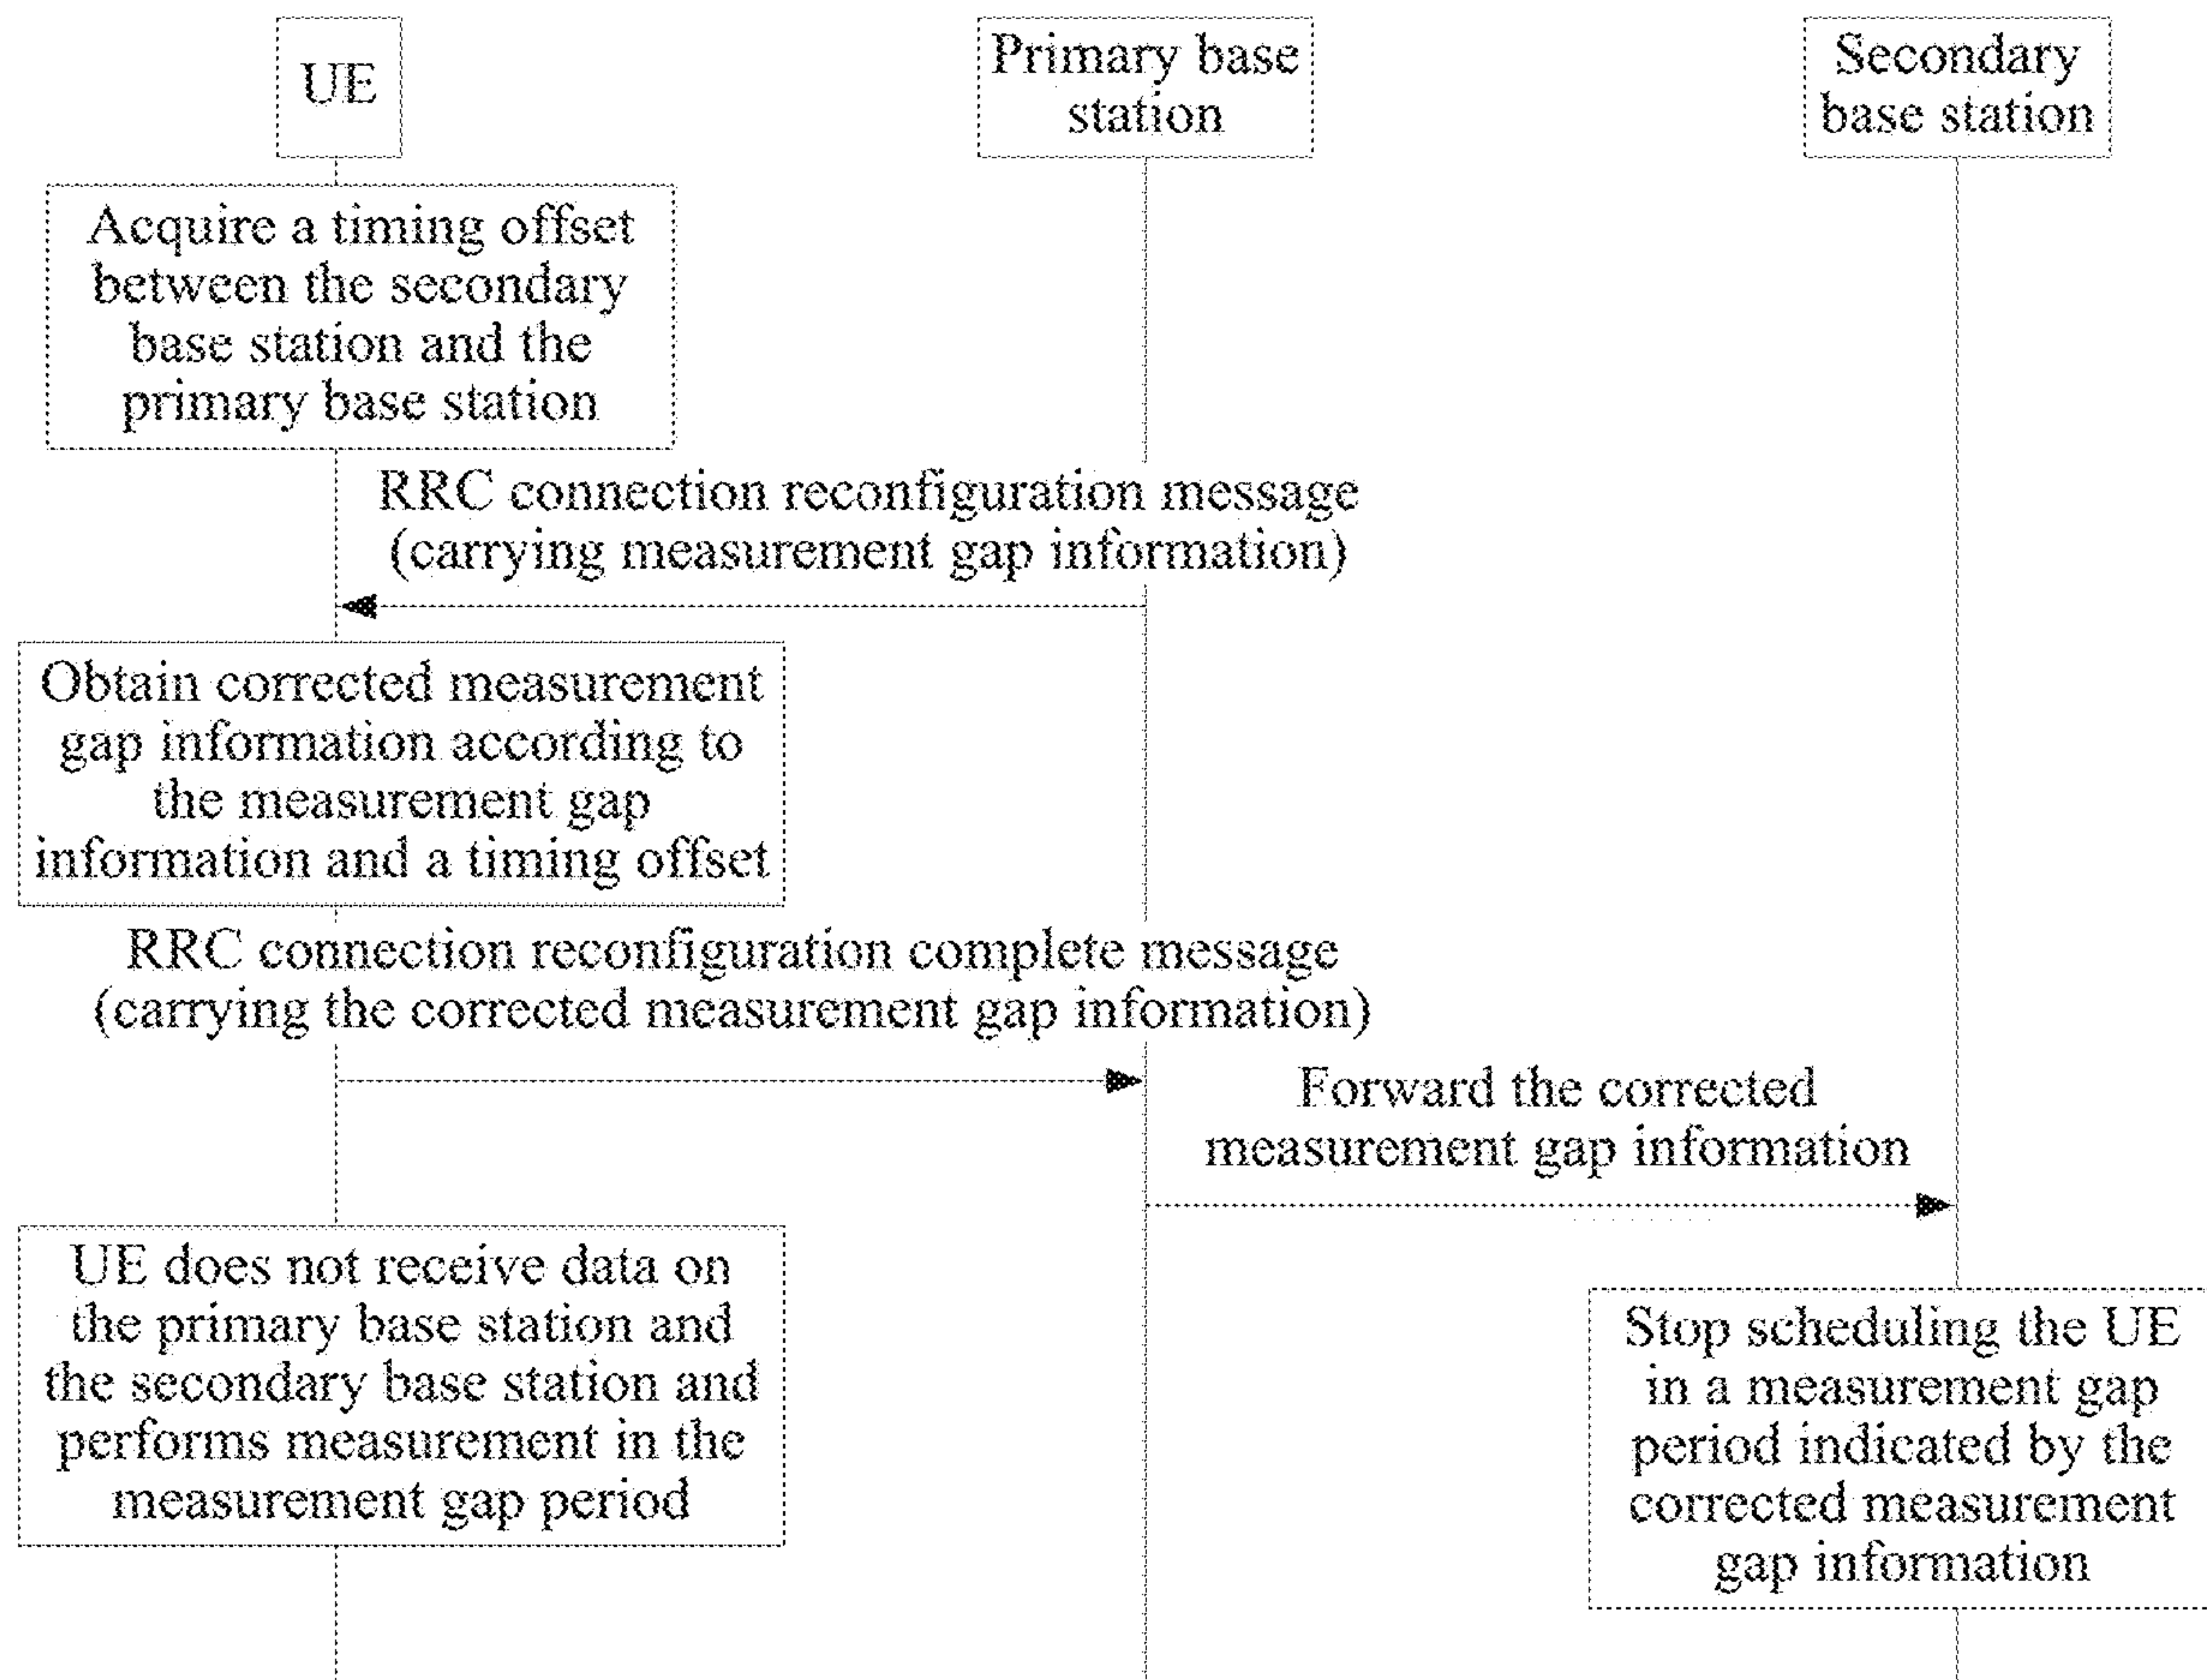 UE
Primary base
station
Secondary
base station
Acquire a timing offset
between the secondary
base station and the
primary base station
RRC connection reconfiguration message
(carrying measurement gap information)
Obtain corrected measurement
gap information according to
the measurement gap
information and a timing offset
RRC connection reconfiguration complete message
(carrying the corrected measurement gap information)
Forward the corrected
measurement gap information
UE does not receive data on
the primary base station and
the secondary base station and
performs measurement in the
measurement gap period
Stop scheduling the UE
in a measurement gap
period indicated by the
corrected measurement
gap information